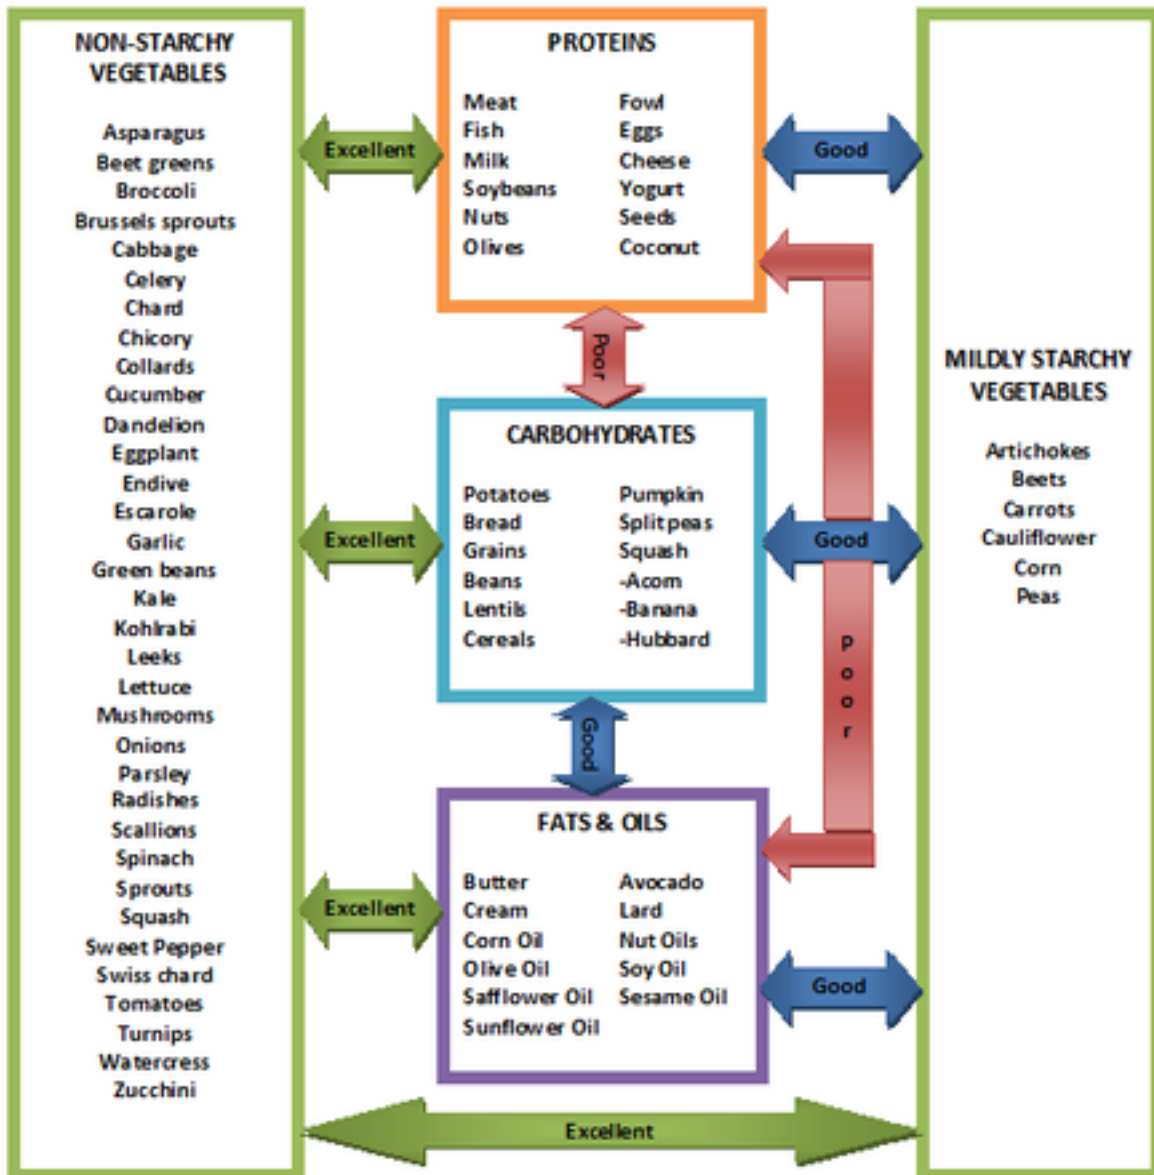 NON-STARCHY
VEGETABLES
Asparagus
Beet greens
Broccoli
Brussels sprouts
Cabbage
Celery
Chard
Chicory
Collards
Cucumber
Dandelion
Eggplant
Endive
Escarole
Garlic
Green beans
Kale
Kohlrabi
Leeks
Lettuce
Mushrooms
Onions
Parsley
Radishes
Scallions
Spinach
Sprouts
Squash
Sweet Pepper
Swiss chard
Tomatoes
Turnips
Watercress
Zucchini
Excellent
Excellent
Excellent
PROTEINS
Meat Fowl
Fish Eggs
Milk Cheese
Soybeans Yogurt
Nuts Seeds
Olives Coconut
Poor
CARBOHYDRATES
Potatoes Pumpkin
Bread Split peas
Grains Squash
Beans -Acorn
Lentils -Banana
Cereals -Hubbard
Good
FATS & OILS
Butter Avocado
Cream Lard
Corn Oil Nut Oils
Olive Oil Soy Oil
Safflower Oil Sesame Oil
Sunflower Oil
Good
Good
Poor
Good
MILDLY STARCHY
VEGETABLES
Artichokes
Beets
Carrots
Cauliflower
Corn
Peas
Excellent